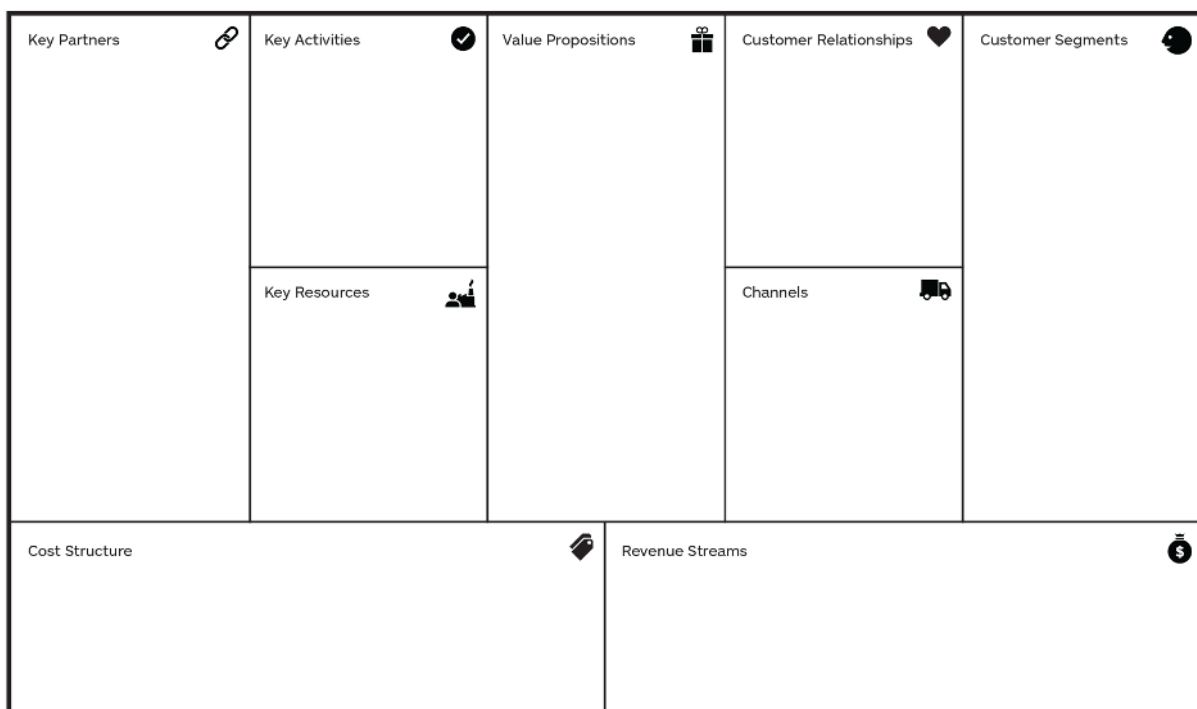 Key Partners
Key Activities
Value Propositions
Customer Relationships
Customer Segments
Key Resources
Channels
Cost Structure
Revenue Streams
$